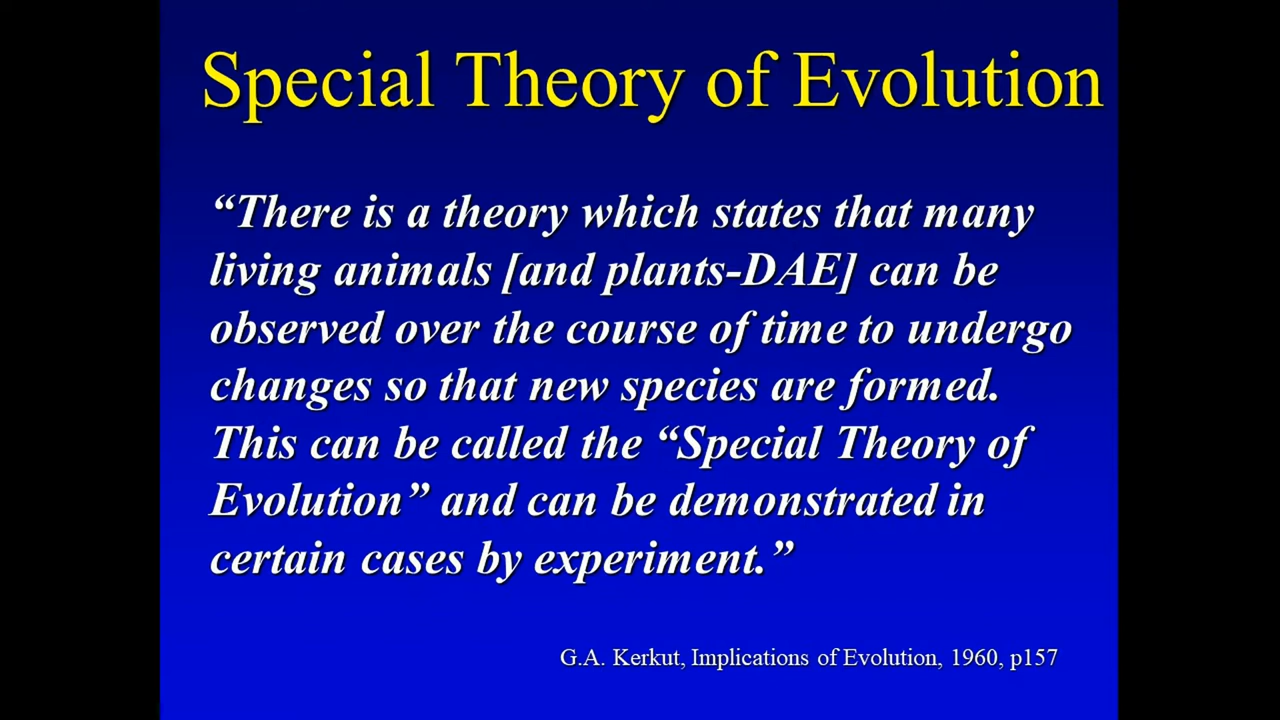 Special Theory of Evolution
“There is a theory which states that many
living animals [and plants-DAE] can be
observed over the course of time to undergo
changes so that new species are formed.
This can be called the “Special Theory of
Evolution” and can be demonstrated in
certain cases by experiment.”
G.A. Kerkut, Implications of Evolution, 1960, p157